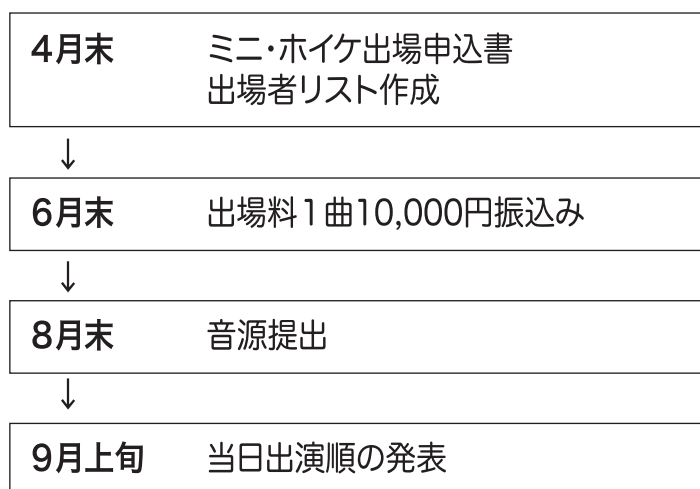 4月末 ミニ・ホイケ出場申込書
出場者リスト作成
↓
6月末 出場料1曲10,000円振込み
↓
8月末 音源提出
↓
9月上旬 当日出演順の発表